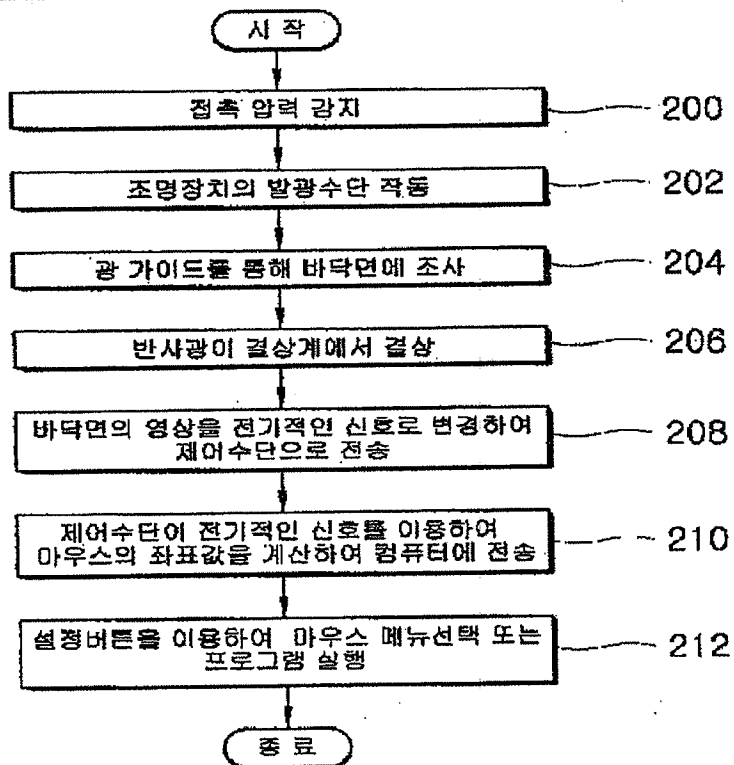 시 작
접촉 압력 감지
200
조명장치의 발광수단 작동
202
광 가이드를 통해 바닥면에 조사
204
반사광이 결상계에서 결상
206
바닥면의 영상을 전기적인 신호로 변경하여
제어수단으로 전송
208
제어수단이 전기적인 신호를 이용하여
마우스의 좌표값을 계산하여 컴퓨터에 전송
210
설정버튼을 이용하여 마우스 메뉴선택 또는
프로그램 실행
212
종 료